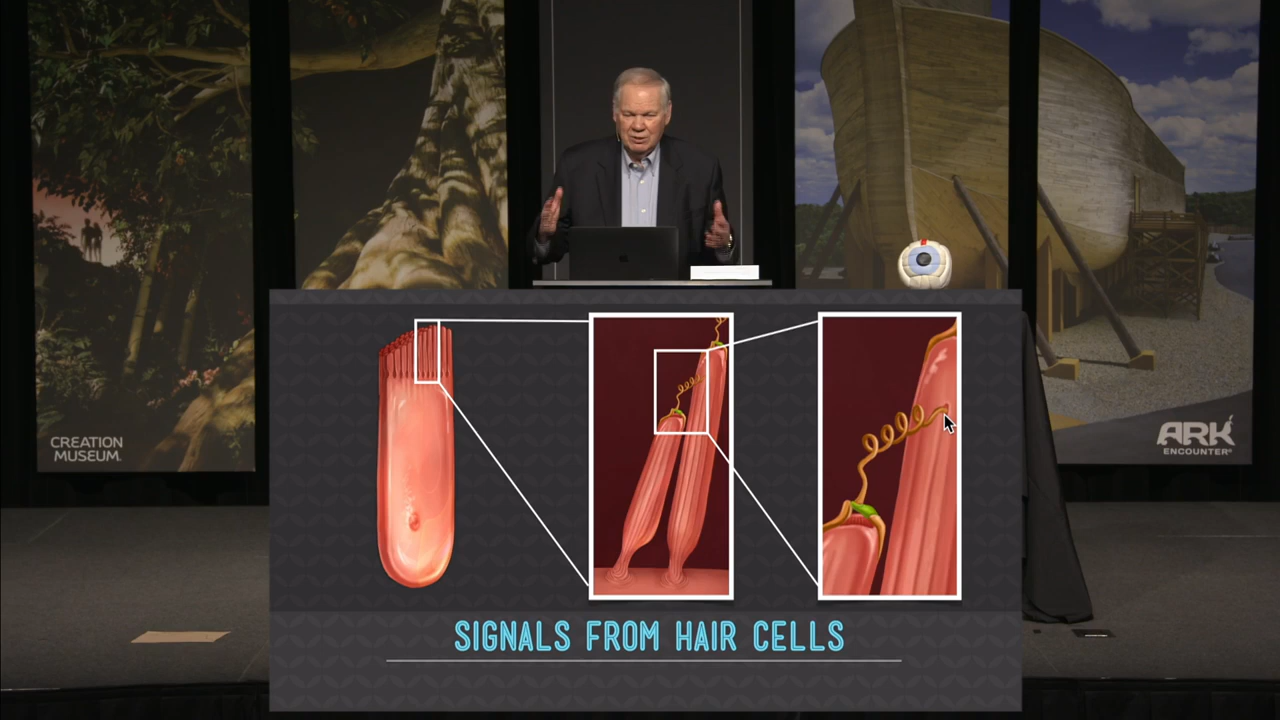 CREATION
MUSEUM
ARK
ENCOUNTER
SIGNALS FROM HAIR CELLS